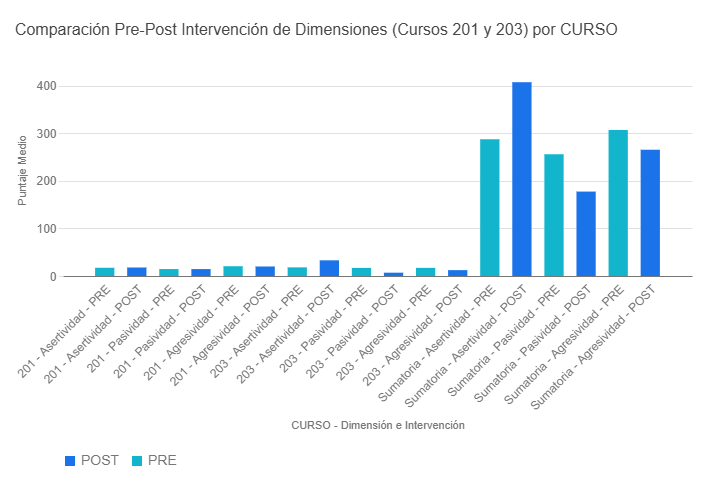 Comparación Pre-Post Intervención de Dimensiones (Cursos 201 y 203) por CURSO
400
300
200
100
0
Puntaje Medio
201 - Asertividad - PRE
201 - Asertividad - POST
201 - Pasividad - PRE
201 - Pasividad - POST
201 - Agresividad - PRE
201 - Agresividad - POST
203 - Asertividad - PRE
203 - Asertividad - POST
203 - Pasividad - PRE
203 - Pasividad - POST
203 - Agresividad - PRE
203 - Agresividad - POST
Sumatoria - Asertividad - PRE
Sumatoria - Asertividad - POST
Sumatoria - Pasividad - PRE
Sumatoria - Pasividad - POST
Sumatoria - Agresividad - PRE
Sumatoria - Agresividad - POST
CURSO - Dimensión e Intervención
POST PRE